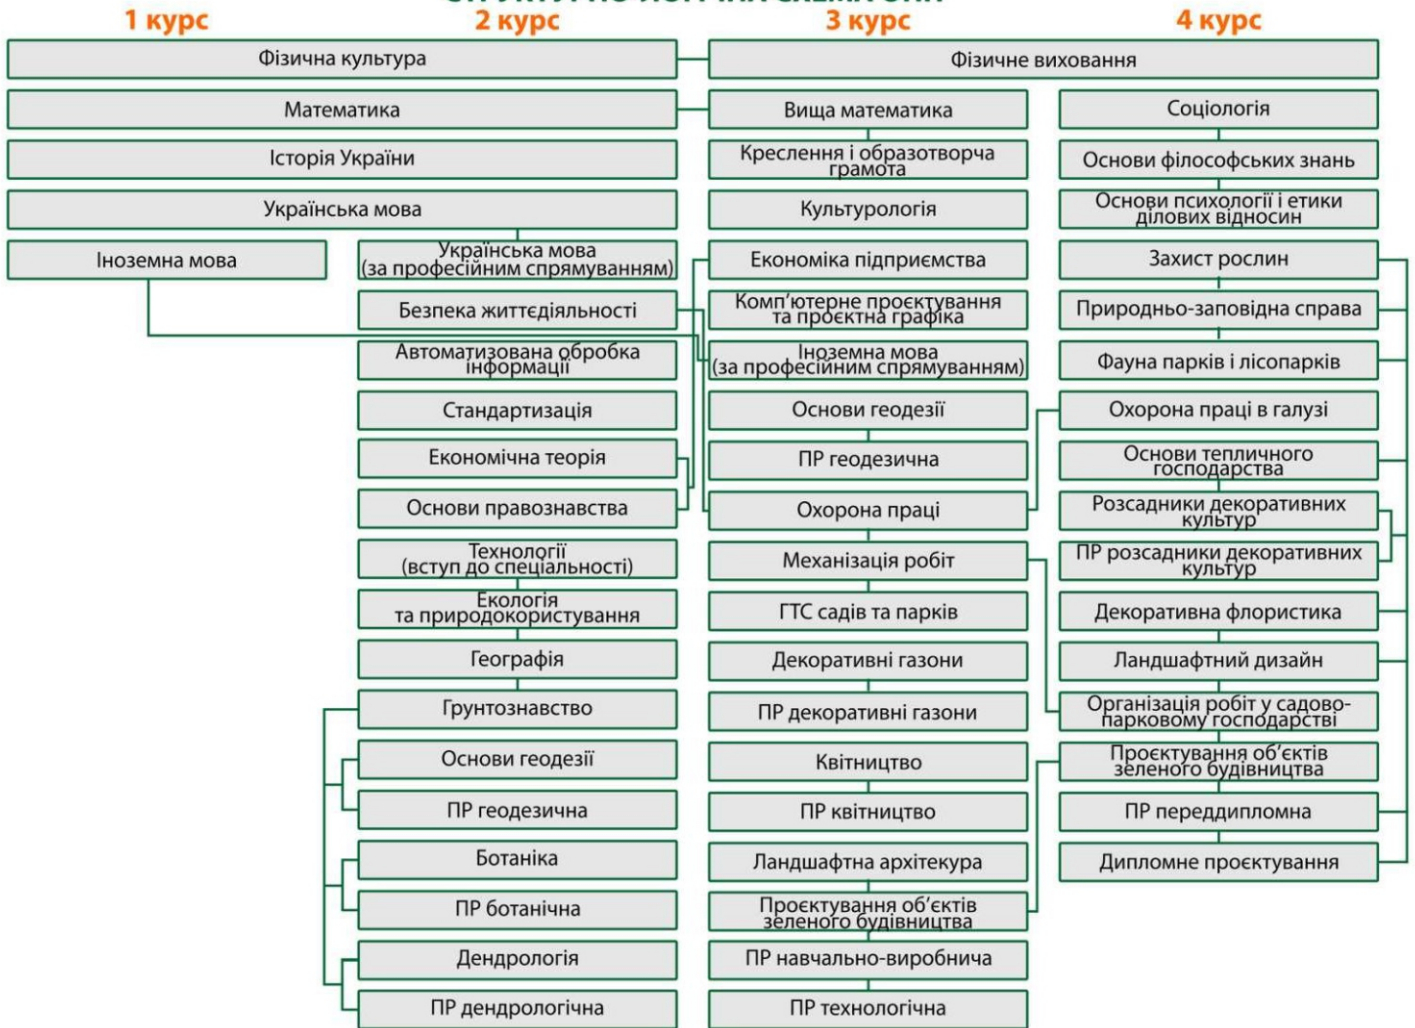 СТРУКТУРНО-ЛОГІЧНА СХЕМА
1 курс
2 курс
3 курс
4 курс
Фізична культура
Математика
Історія України
Українська мова
Іноземна мова
Українська мова
(за професійним спрямуванням)
Безпека життєдіяльності
Автоматизована обробка
інформації
Стандартизація
Економічна теорія
Основи правознавства
Технології
(вступ до спеціальності)
Екологія
та природокористування
Географія
Грунтознавство
Основи геодезії
ПР геодезична
Ботаніка
ПР ботанічна
Дендрологія
ПР дендрологічна
Фізичне виховання
Вища математика
Креслення і образотворча
грамота
Культурологія
Економіка підприємства
Комп'ютерне проєктування
та проєктна графіка
Іноземна мова
(за професійним спрямуванням)
Основи геодезії
ПР геодезична
Охорона праці
Механізація робіт
ГТС садів та парків
Декоративні газони
ПР декоративні газони
Квітництво
ПР квітництво
Ландшафтна архітекура
Проєктування об'єктів
зеленого будівництва
ПР навчально-виробнича
ПР технологічна
Соціологія
Основи філософських знань
Основи психології і етики
ділових відносин
Захист рослин
Природньо-заповідна справа
Фауна парків і лісопарків
Охорона праці в галузі
Основи тепличного
господарства
Розсадники декоративних
культур
ПР розсадники декоративних
культур
Декоративна флористика
Ландшафтний дизайн
Організація робіт у садово-
парковому господарстві
Проєктування об'єктів
зеленого будівництва
ПР переддипломна
Дипломне проєктування